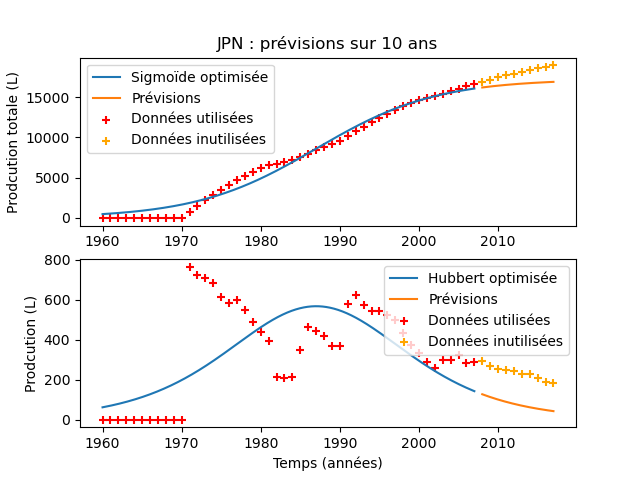 JPN : prévisions sur 10 ans
Prodcution totale (L)
15000
10000
5000
0
Sigmoïde optimisée
Prévisions
Données utilisées
Données inutilisées
1960 1970 1980 1990 2000 2010
Prodcution (L)
800
600
400
200
0
Hubbert optimisée
Prévisions
Données utilisées
Données inutilisées
1960 1970 1980 1990 2000 2010
Temps (années)